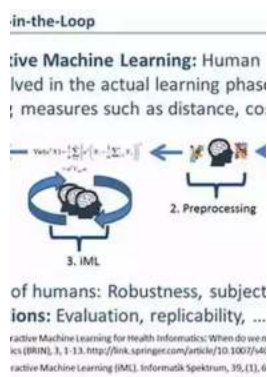 -in-the-Loop
tive Machine Learning: Human
lved in the actual learning phase
g measures such as distance, co
2. Preprocessing
3. iML
of humans: Robustness, subject
ions: Evaluation, replicability, ...
ractive Machine Learning for Health Informatics: When do we n
ics (BRIN), 3, 1-13. http://link.springer.com/article/10.1007/s40
ractive Machine Learning (iML). Informatik Spektrum, 39, (1), 6